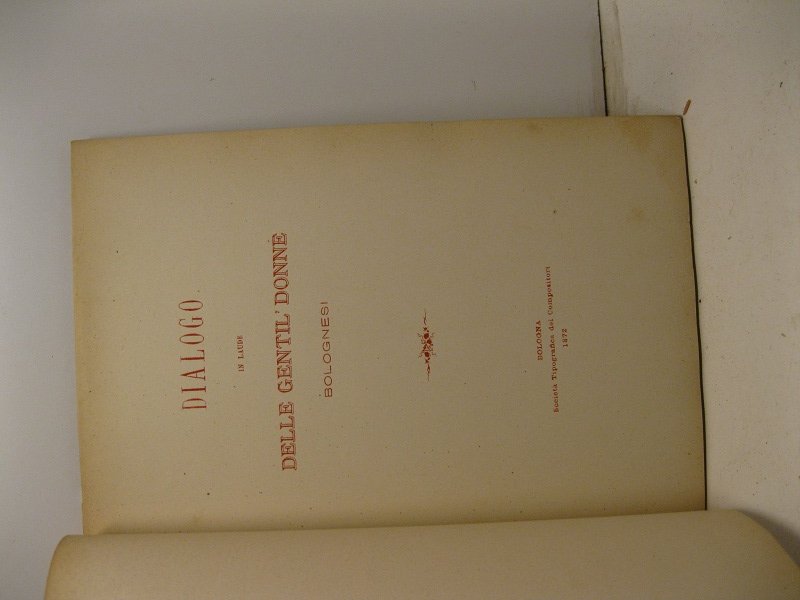 DIALOGO
IN LAUDE
DELLE GENTIL' DONNE
BOLOGNESI
BOLOGNA
Società Tipografica dei Compositori
1872